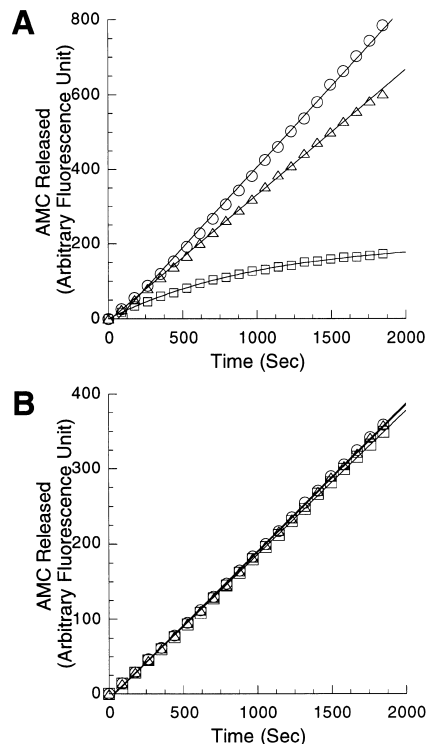 A
800
600
400
200
0
AMC Released
(Arbitrary Fluorescence Unit)
0 500 1000 1500 2000
Time (Sec)
B
400
300
200
100
0
AMC Released
(Arbitrary Fluorescence Unit)
0 500 1000 1500 2000
Time (Sec)